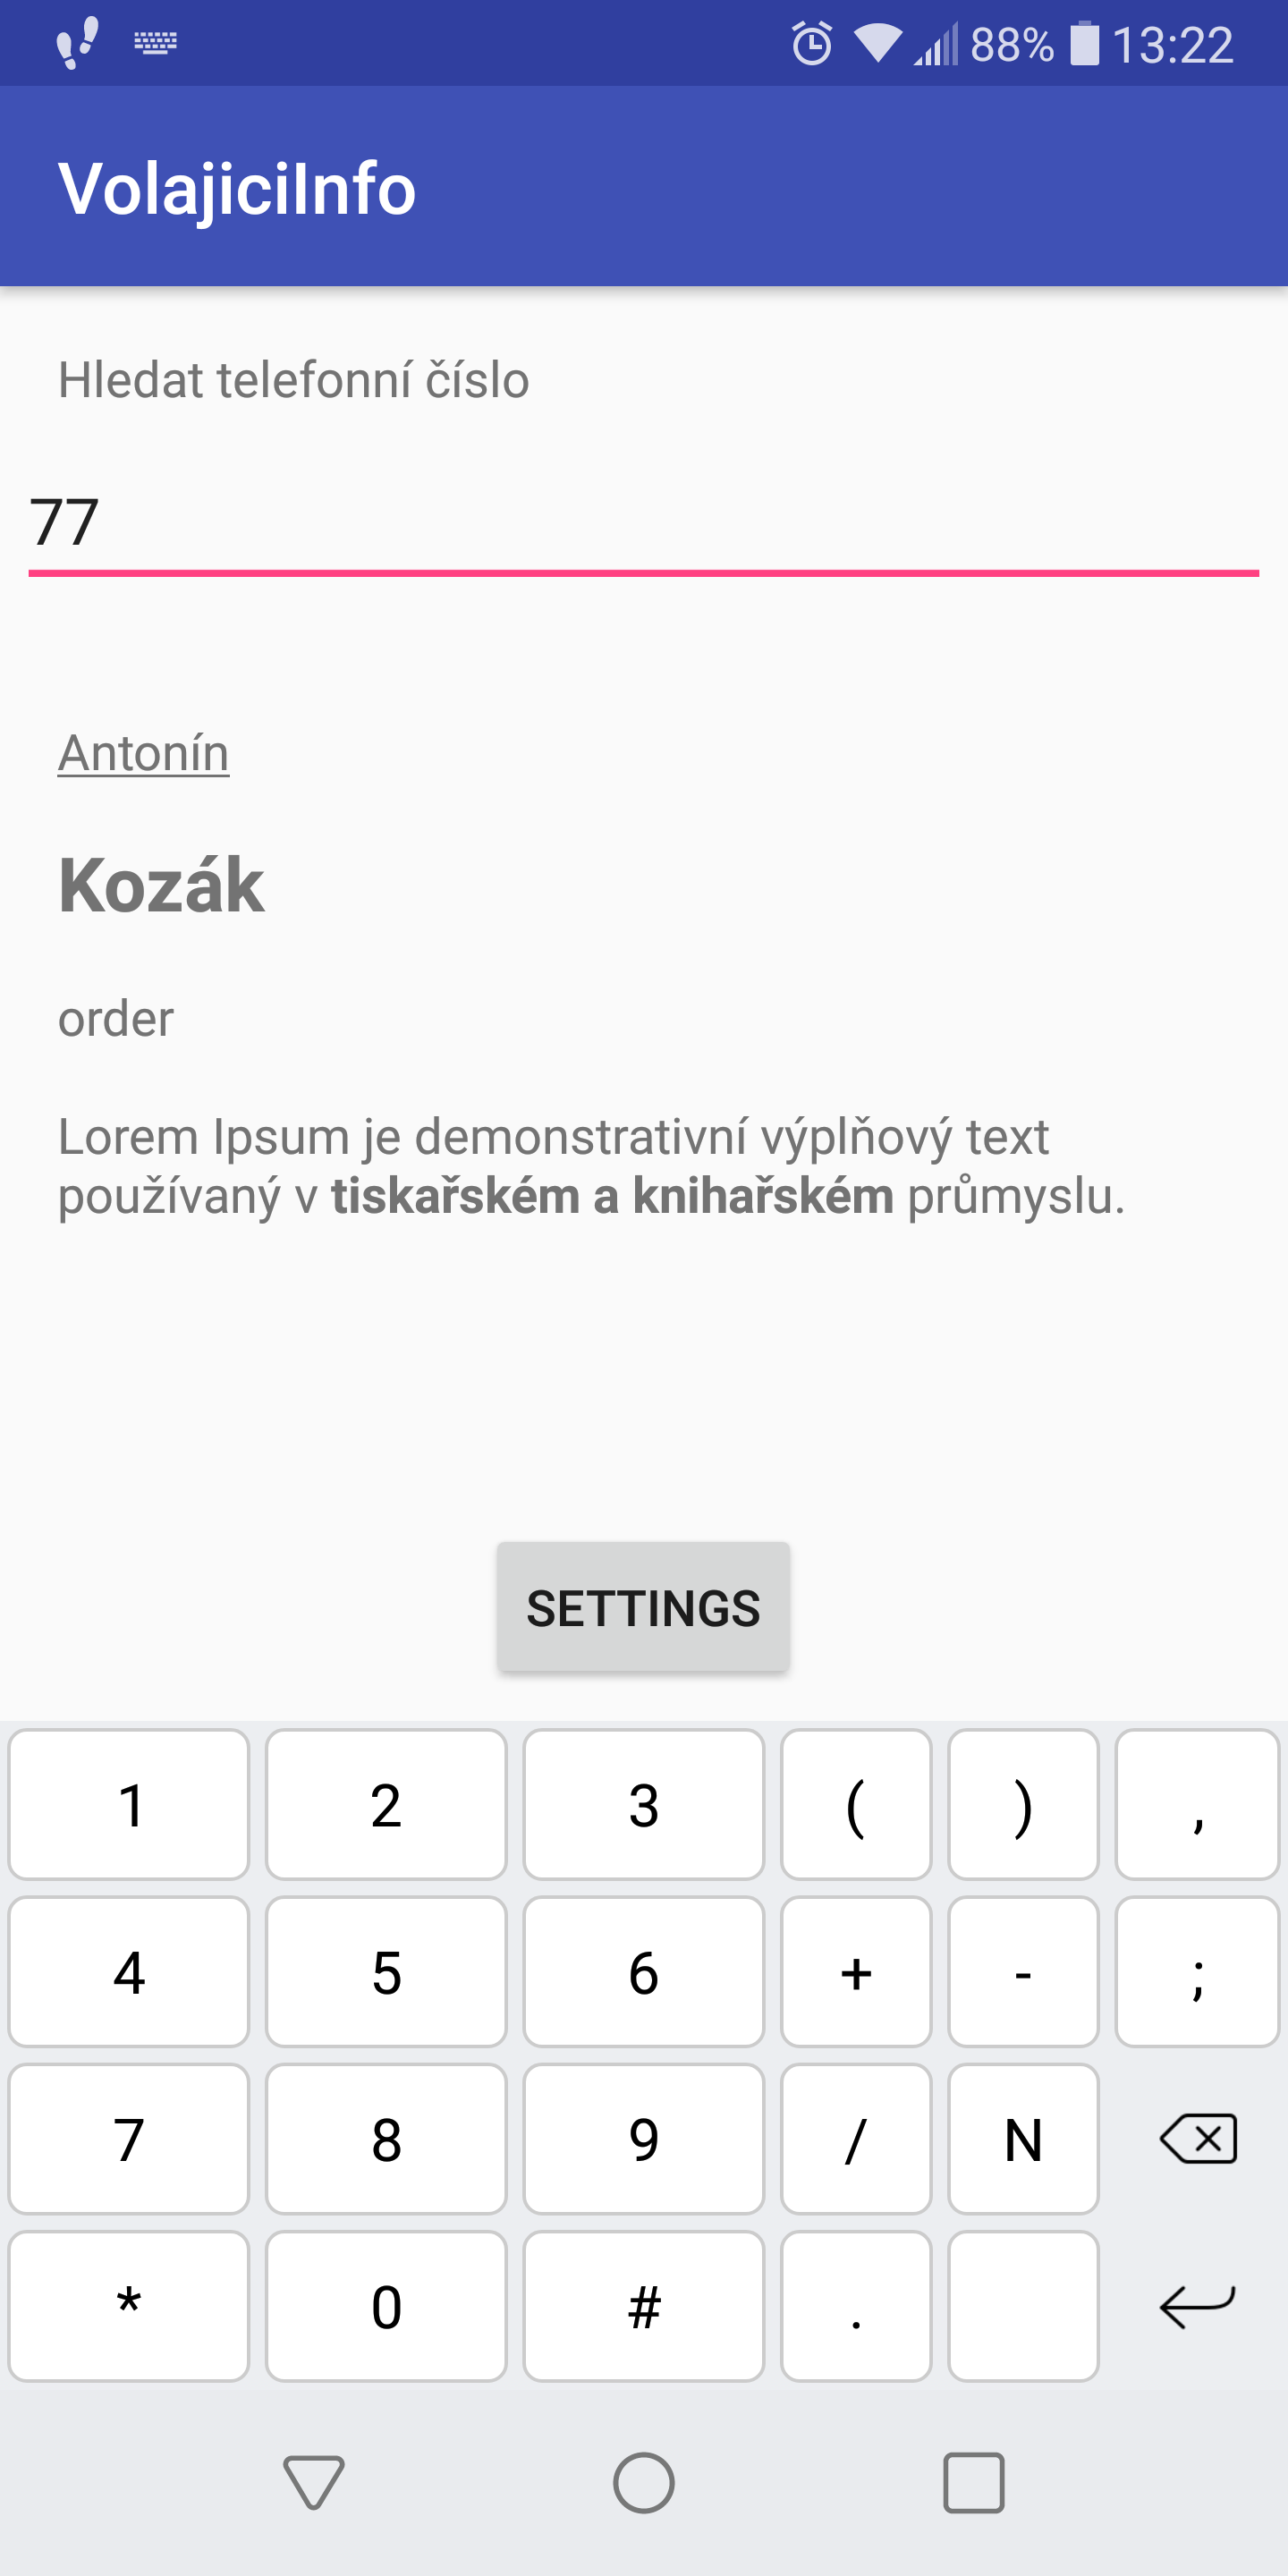 88% 13:22
VolajiciInfo
Hledat telefonní číslo
77
Antonín
Kozák
order
Lorem Ipsum je demonstrativní výplňový text
používaný v tiskařském a knihařském průmyslu.
SETTINGS
1 2 3 ( ) ,
4 5 6 + - ;
7 8 9 / N
* 0 # .